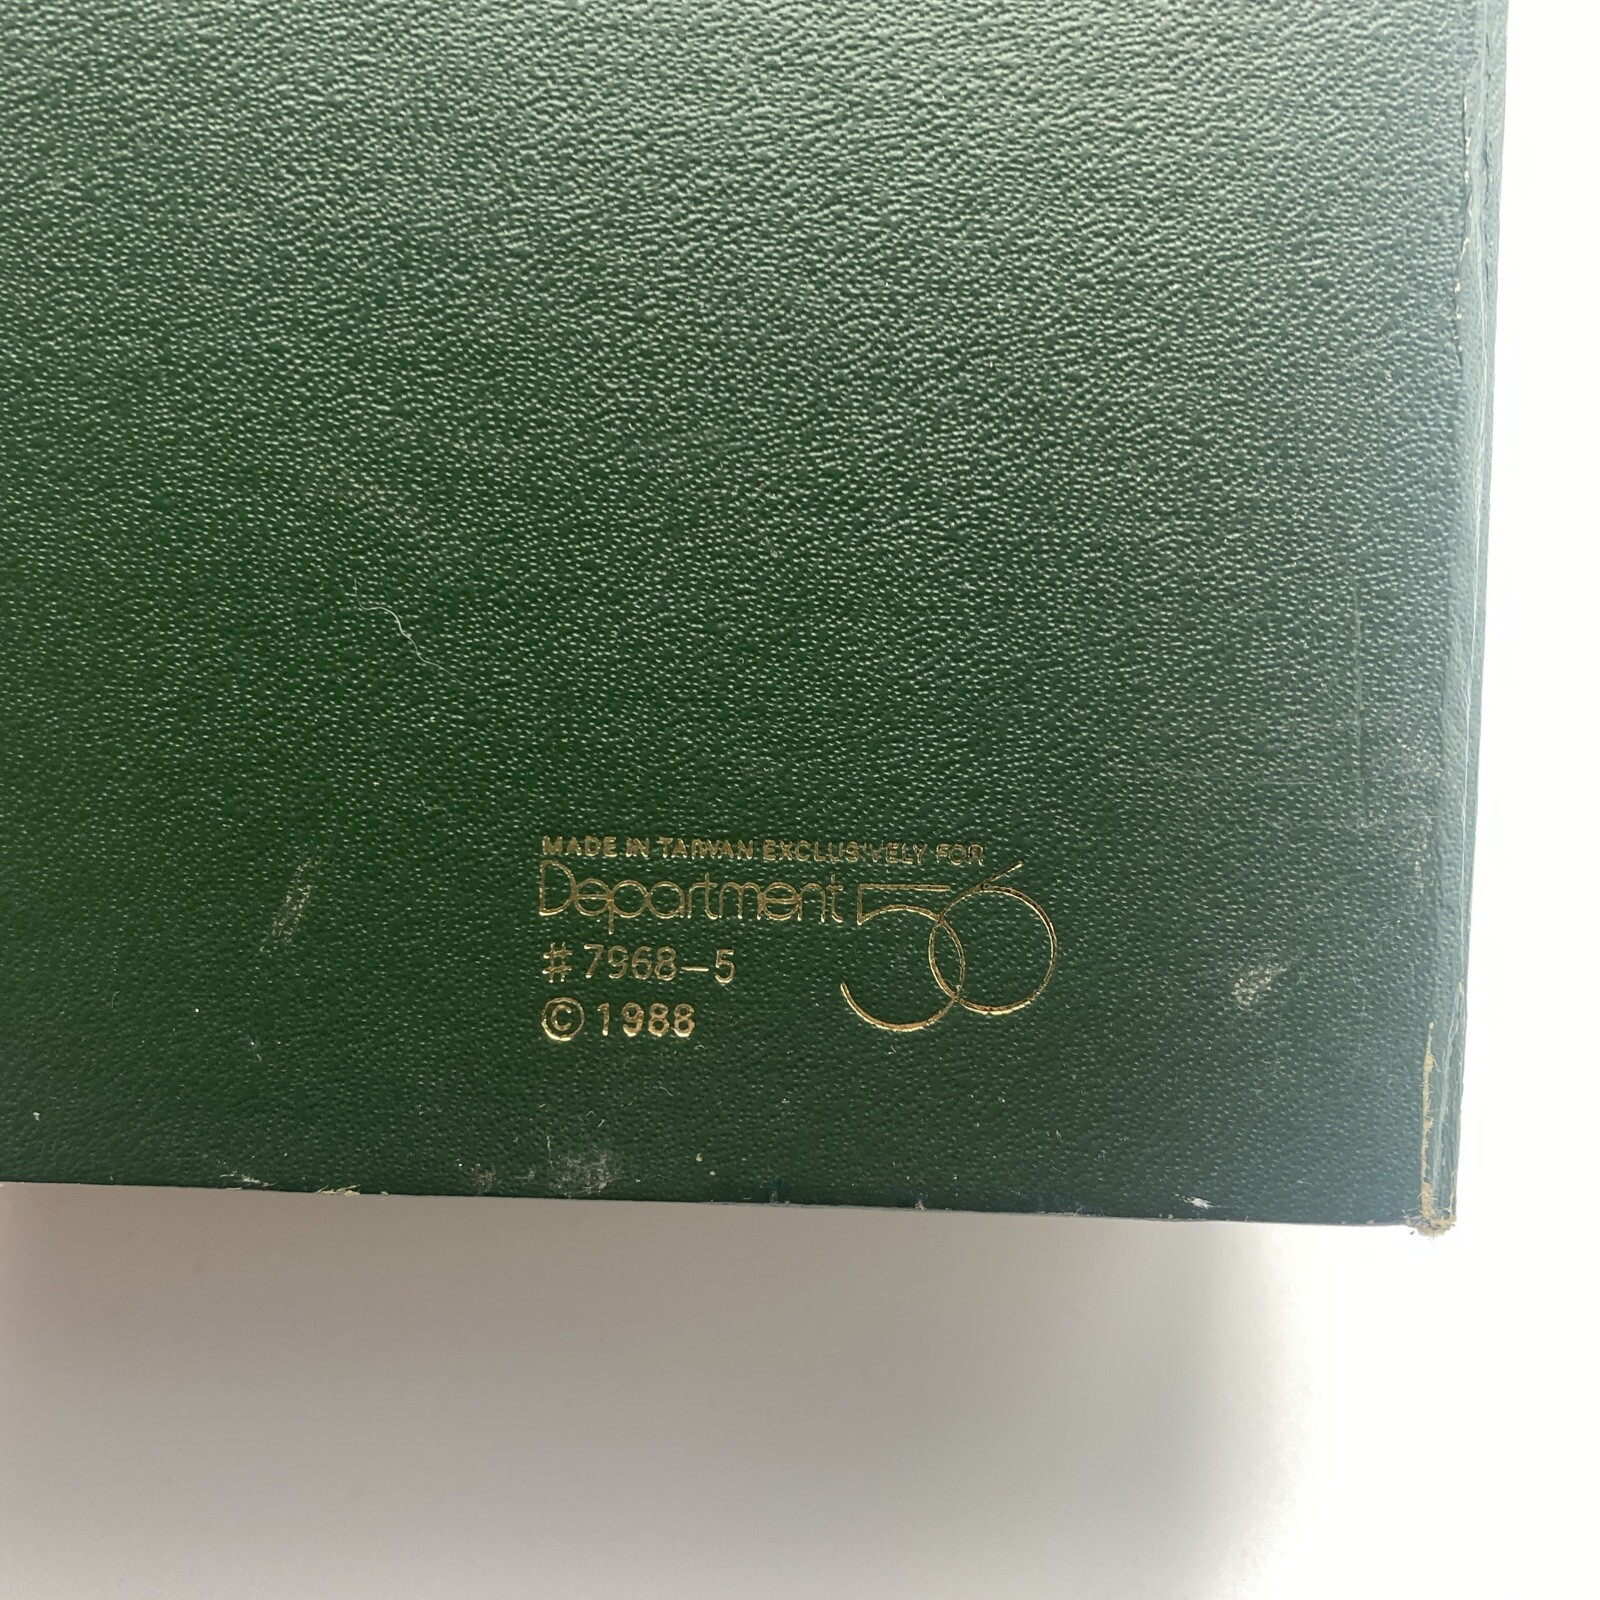 MADE IN TAIWAN EXCLUSIVELY FOR
Department 56
#7968-5
© 1988